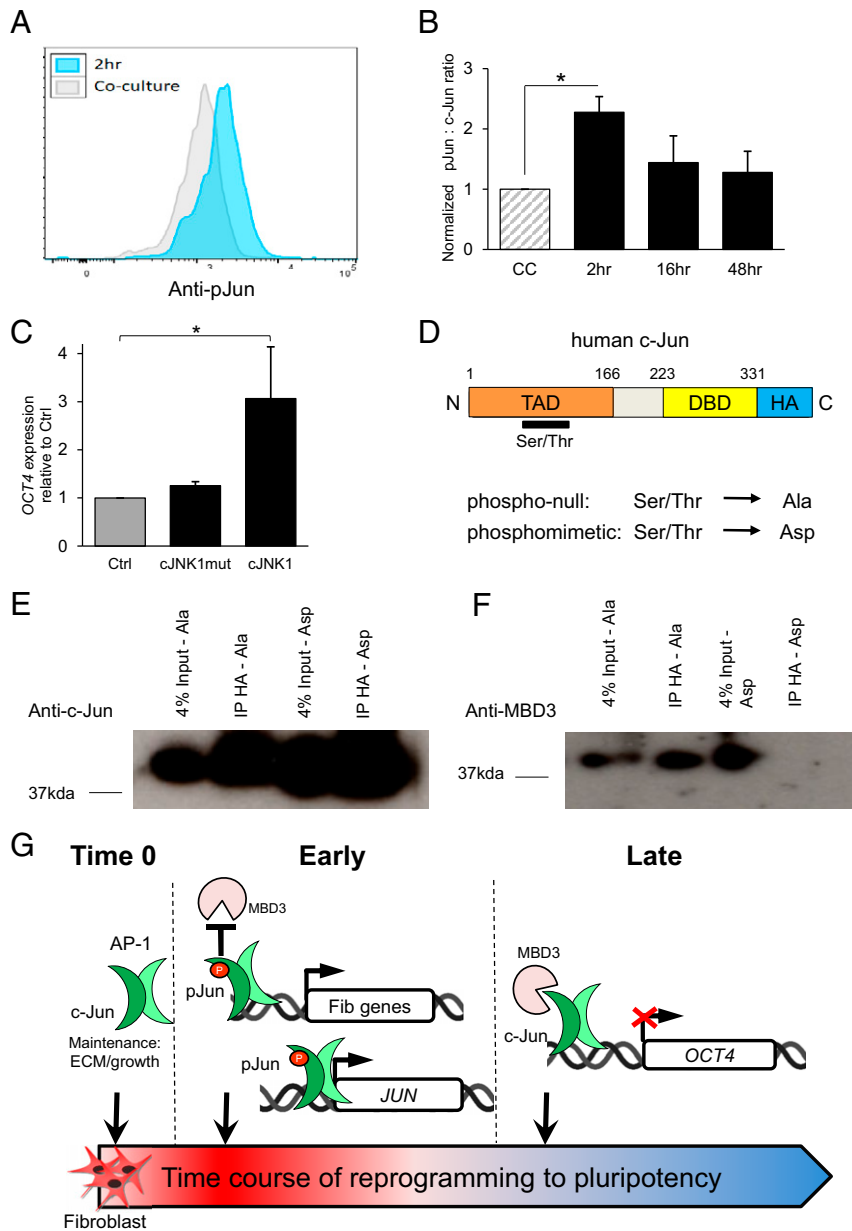 A
2hr
Co-culture
0
3
4
10⁵
Anti-pJun
B
Normalized pJun : c-Jun ratio
3
2
1
0
*
CC
2hr
16hr
48hr
C
OCT4 expression
relative to Ctrl
4
3
2
1
0
*
Ctrl
cJNK1mut
cJNK1
D
human c-Jun
1
166
223
331
N
TAD
DBD
HA
C
Ser/Thr
phospho-null: Ser/Thr Ala
phosphomimetic: Ser/Thr Asp
E
4% Input - Ala
IP HA - Ala
4% Input - Asp
IP HA - Asp
Anti-c-Jun
37kda
F
4% Input - Ala
IP HA - Ala
4% Input -
Asp
IP HA - Asp
Anti-MBD3
37kda
G
Time 0
Early
Late
AP-1
c-Jun
Maintenance:
ECM/growth
MBD3
P
pJun
Fib genes
P
pJun
JUN
MBD3
c-Jun
OCT4
Time course of reprogramming to pluripotency
Fibroblast